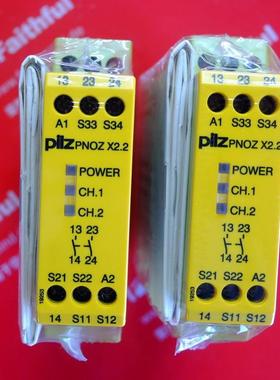 Faithful
13 23 24
A1 S33 S34
pilz PNOZ X2.2
POWER
CH.1
CH.2
13 23
14 24
S21 S22 A2
14 S11 S12
13 23 24
A1 S33 S34
pilz PNOZ X2.2
POWER
CH.1
CH.2
13 23
14 24
S21 S22 A2
14 S11 S12